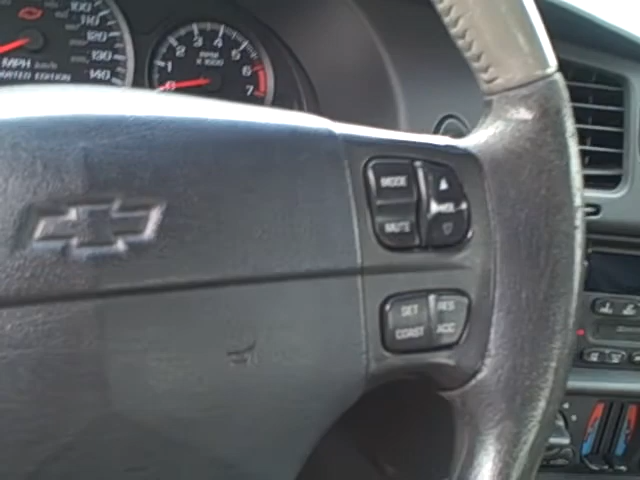 100
110
120
130
140
MPH km/h
1
2
3
4
5
6
7
RPM
X 1000
MODE
MUTE
SET
COAST
RES
ACC